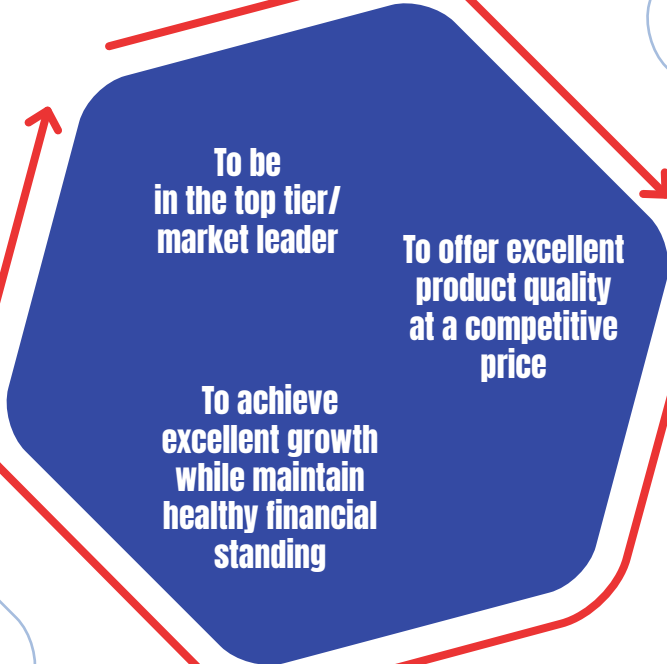 To be
in the top tier/
market leader
To offer excellent
product quality
at a competitive
price
To achieve
excellent growth
while maintain
healthy financial
standing